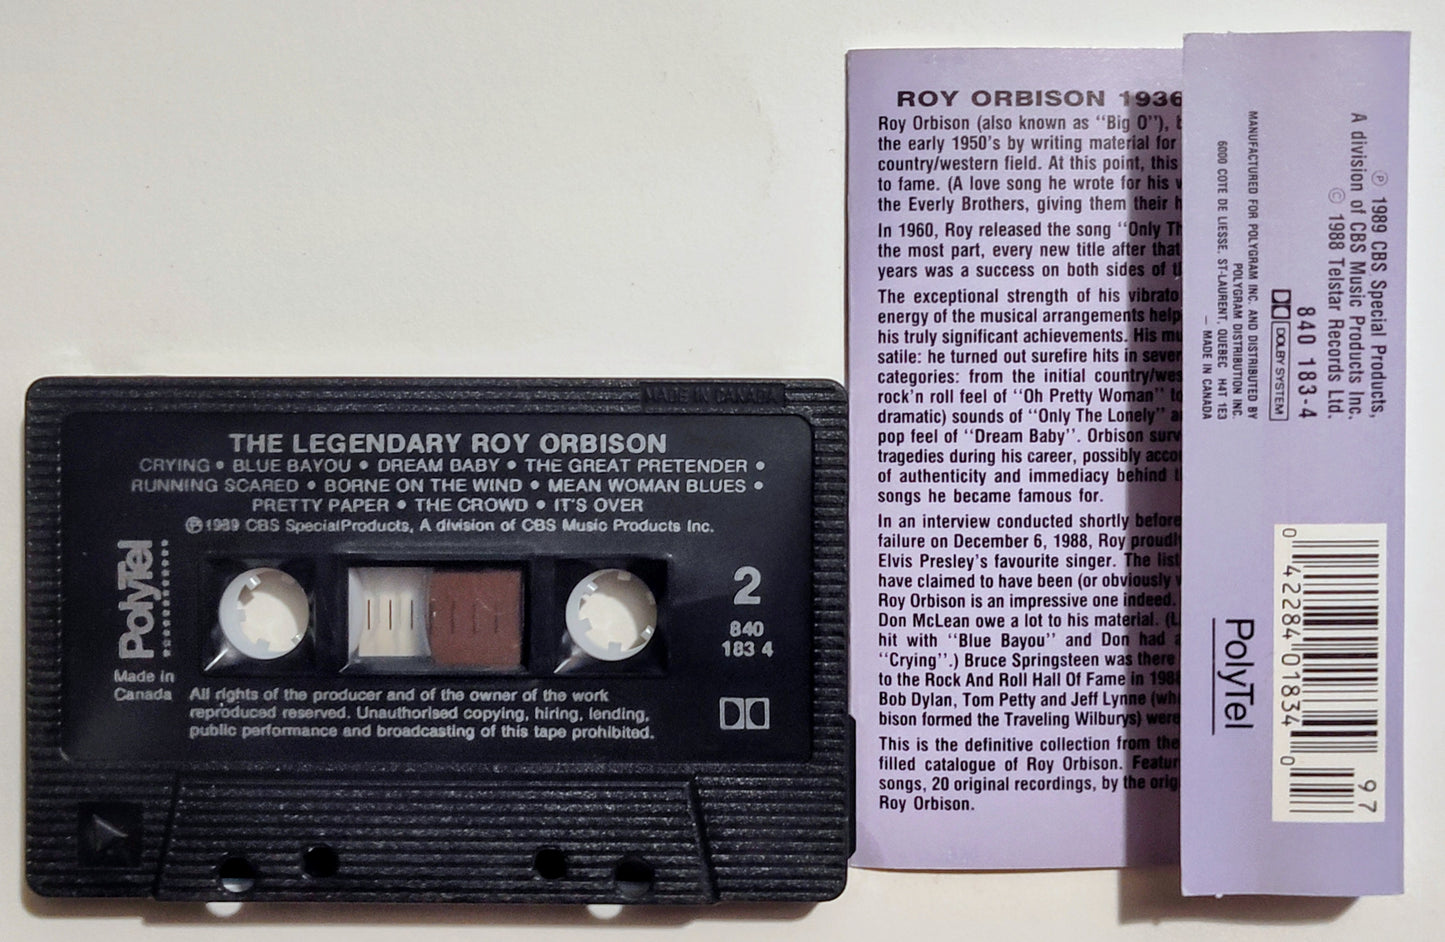 MADE IN CANADA
THE LEGENDARY ROY ORBISON
CRYING • BLUE BAYOU • DREAM BABY • THE GREAT PRETENDER •
RUNNING SCARED • BORNE ON THE WIND • MEAN WOMAN BLUES •
PRETTY PAPER • THE CROWD • IT'S OVER
℗1989 CBS SpecialProducts, A division of CBS Music Products Inc.
PolyTel
Made in
Canada
2
840
183 4
All rights of the producer and of the owner of the work
reproduced reserved. Unauthorised copying, hiring, lending,
public performance and broadcasting of this tape prohibited.
ROY ORBISON 1936
Roy Orbison (also known as "Big O"),
the early 1950's by writing material for
country/western field. At this point, this
to fame. (A love song he wrote for his
the Everly Brothers, giving them their
In 1960, Roy released the song "Only
the most part, every new title after that
years was a success on both sides of
The exceptional strength of his vibrato
energy of the musical arrangements help
his truly significant achievements. His
satile: he turned out surefire hits in
categories: from the initial country/wes
rock'n roll feel of "Oh Pretty Woman"
dramatic) sounds of "Only The Lonely"
pop feel of "Dream Baby". Orbison
tragedies during his career, possibly
of authenticity and immediacy behind
songs he became famous for.
In an interview conducted shortly before
failure on December 6, 1988, Roy
Elvis Presley's favourite singer. The
have claimed to have been (or obviously
Roy Orbison is an impressive one indeed.
Don McLean owe a lot to his material.
hit with "Blue Bayou" and Don had
"Crying".) Bruce Springsteen was there
to the Rock And Roll Hall Of Fame in
Bob Dylan, Tom Petty and Jeff Lynne
bison formed the Traveling Wilburys) were
This is the definitive collection from the
filled catalogue of Roy Orbison.
songs, 20 original recordings, by the
Roy Orbison.
℗ 1989 CBS Special Products,
A division of CBS Music Products Inc.
© 1988 Telstar Records Ltd.
840 183-4
DOLBY SYSTEM
MANUFACTURED FOR POLYGRAM INC. AND DISTRIBUTED BY
POLYGRAM DISTRIBUTION INC.
6000 COTE DE LIESSE, ST-LAURENT, QUEBEC H4T 1E3
— MADE IN CANADA
PolyTel
0 42284 01834 0
97